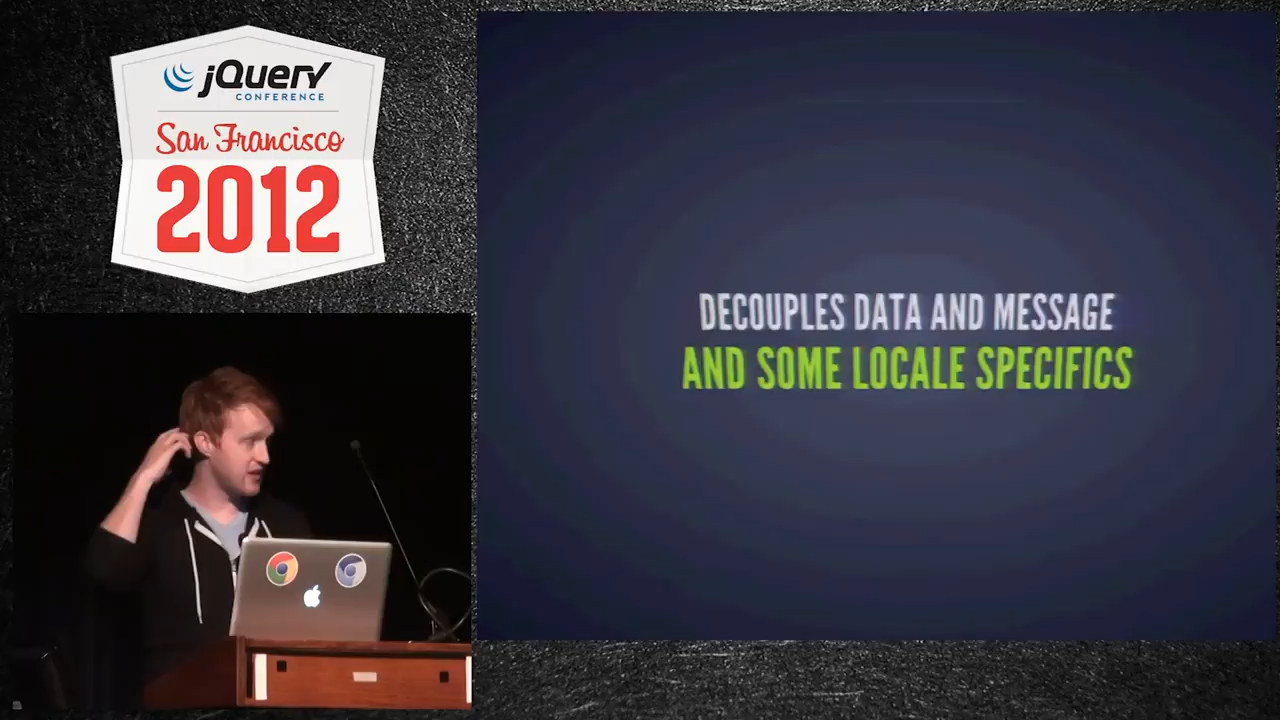 jQuery
CONFERENCE
San Francisco
2012
DECOUPLES DATA AND MESSAGE
AND SOME LOCALE SPECIFICS